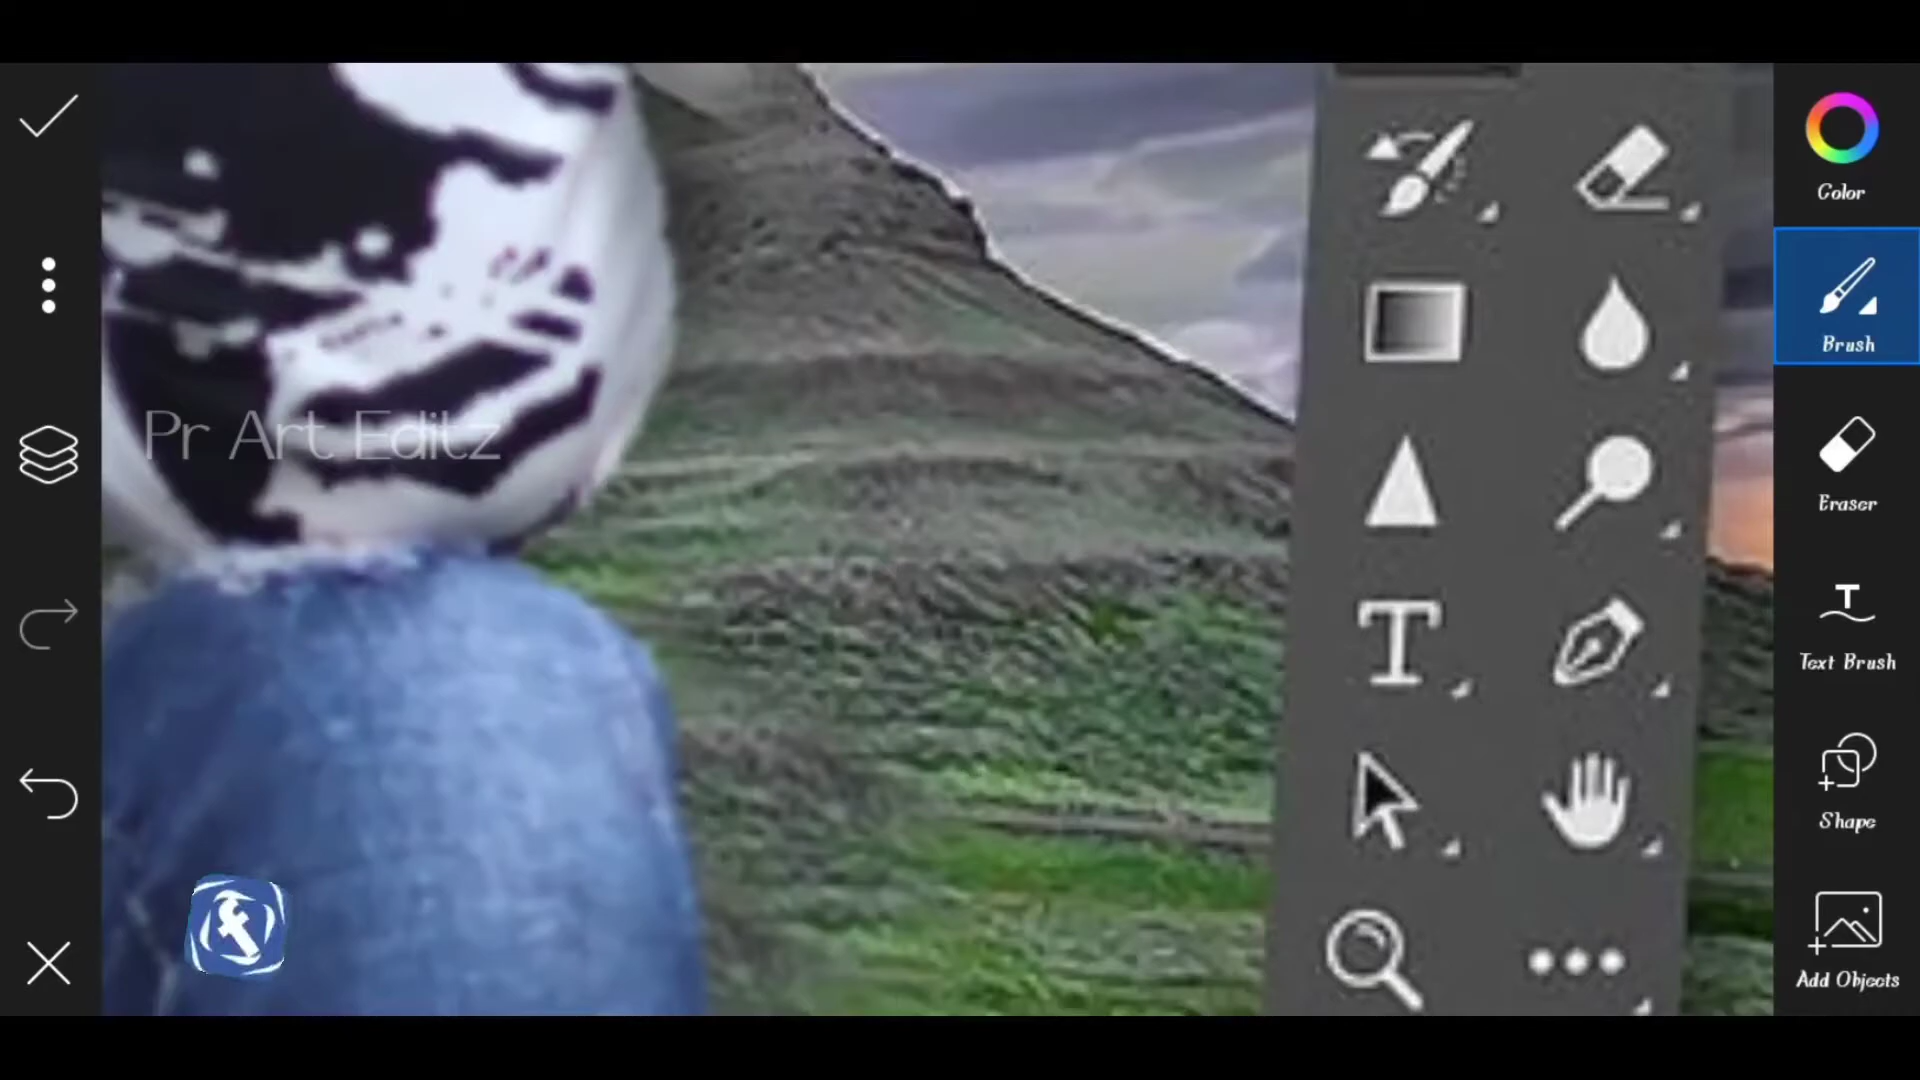 Color
Brush
Pr Art Editz
Eraser
Text Brush
Shape
Add Objects